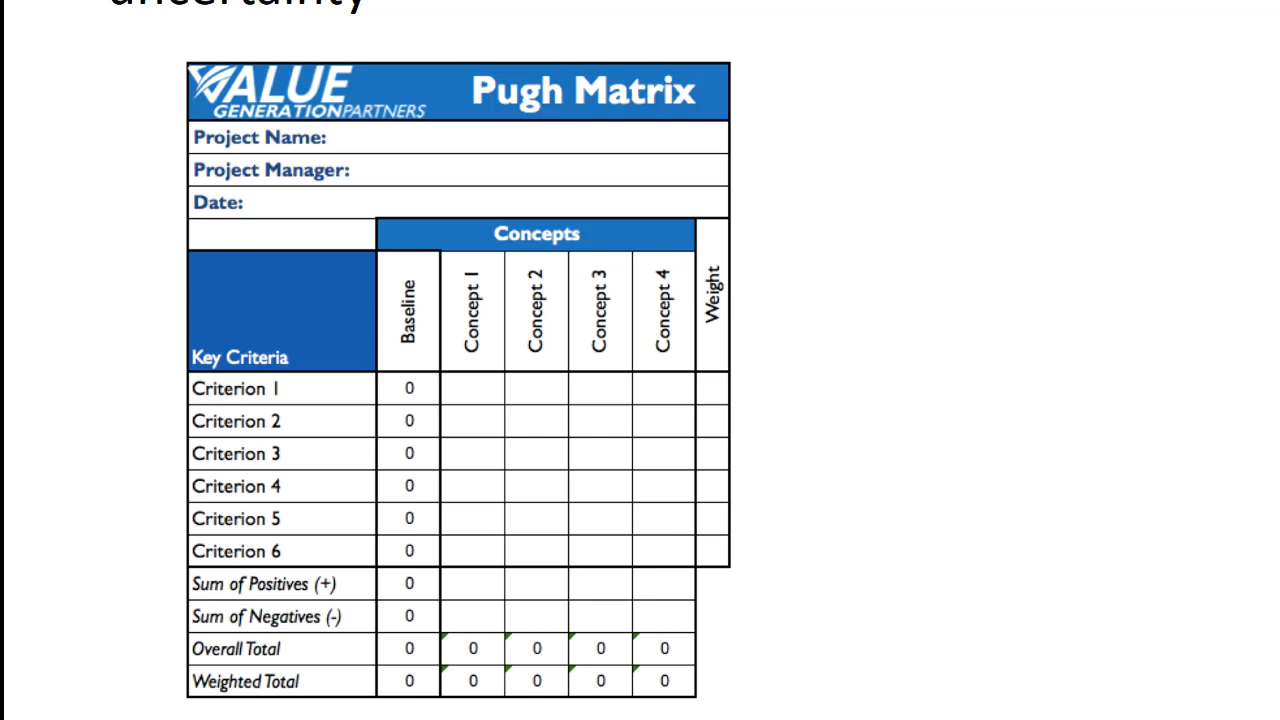 uncertainty
VALUE
GENERATIONPARTNERS
Pugh Matrix
Project Name:
Project Manager:
Date:
Concepts
Key Criteria Baseline Concept 1 Concept 2 Concept 3 Concept 4 Weight
Criterion 1 0
Criterion 2 0
Criterion 3 0
Criterion 4 0
Criterion 5 0
Criterion 6 0
Sum of Positives (+) 0
Sum of Negatives (-) 0
Overall Total 0 0 0 0 0
Weighted Total 0 0 0 0 0